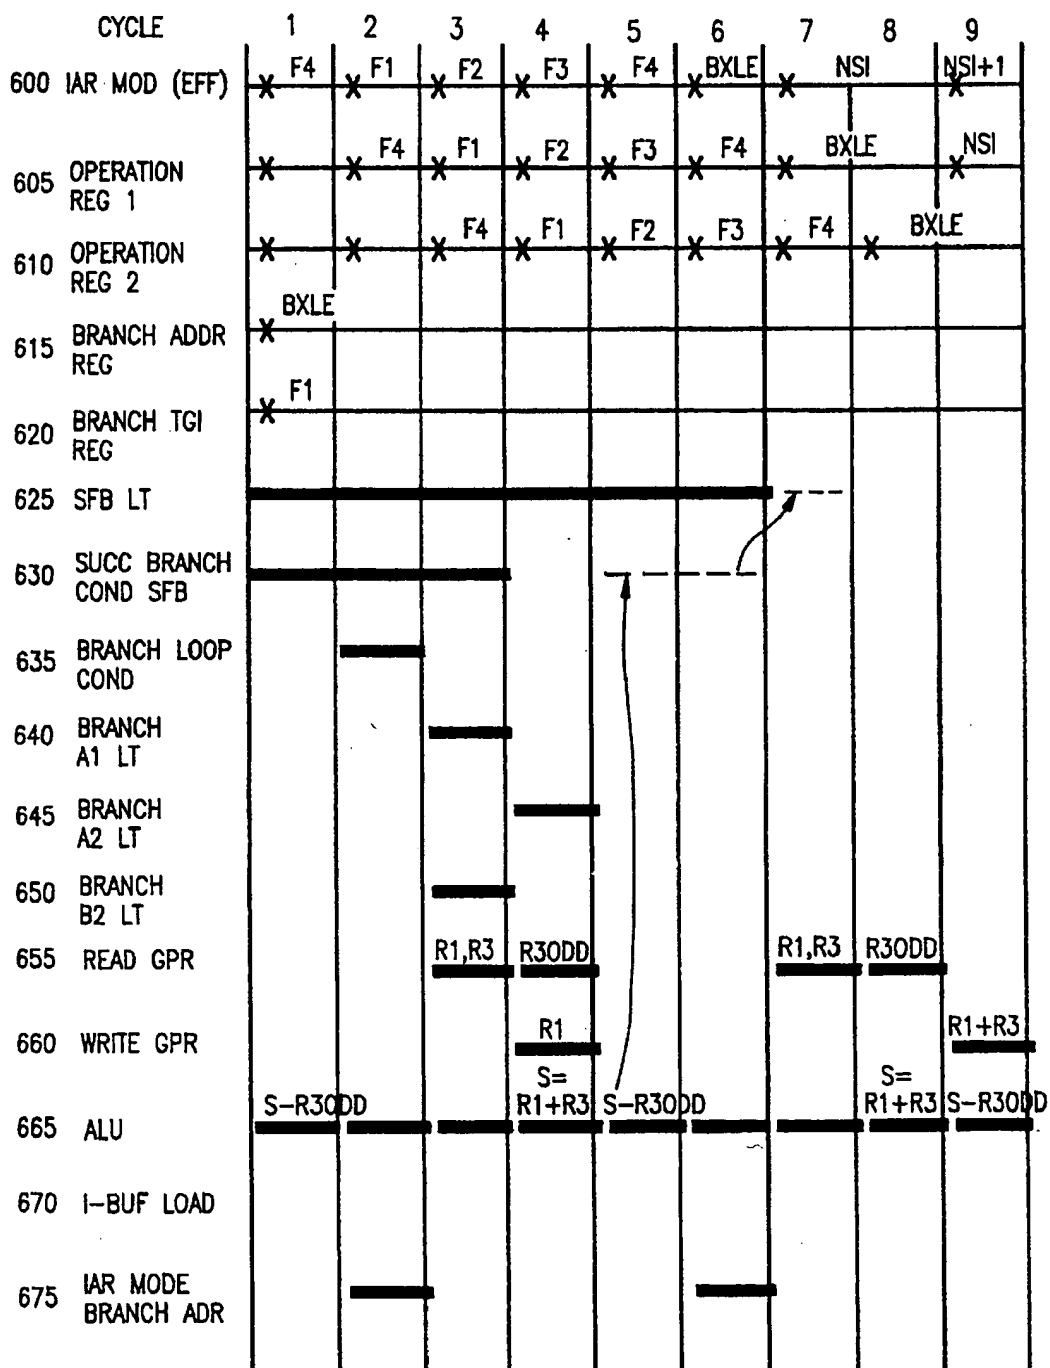 CYCLE 1 2 3 4 5 6 7 8 9
600 IAR MOD (EFF) F4 F1 F2 F3 F4 BXLE NSI NSI+1
605 OPERATION REG 1 F4 F1 F2 F3 F4 BXLE NSI
610 OPERATION REG 2 F4 F1 F2 F3 F4 BXLE
BXLE
615 BRANCH ADDR
REG
F1
620 BRANCH TGI
REG
625 SFB LT
630 SUCC BRANCH
COND SFB
635 BRANCH LOOP
COND
640 BRANCH
A1 LT
645 BRANCH
A2 LT
650 BRANCH
B2 LT
655 READ GPR R1,R3 R3ODD R1,R3 R3ODD
660 WRITE GPR R1 R1+R3
S= S=
S-R3ODD R1+R3 S-R3ODD R1+R3 S-R3ODD
665 ALU
670 I-BUF LOAD
675 IAR MODE
BRANCH ADR